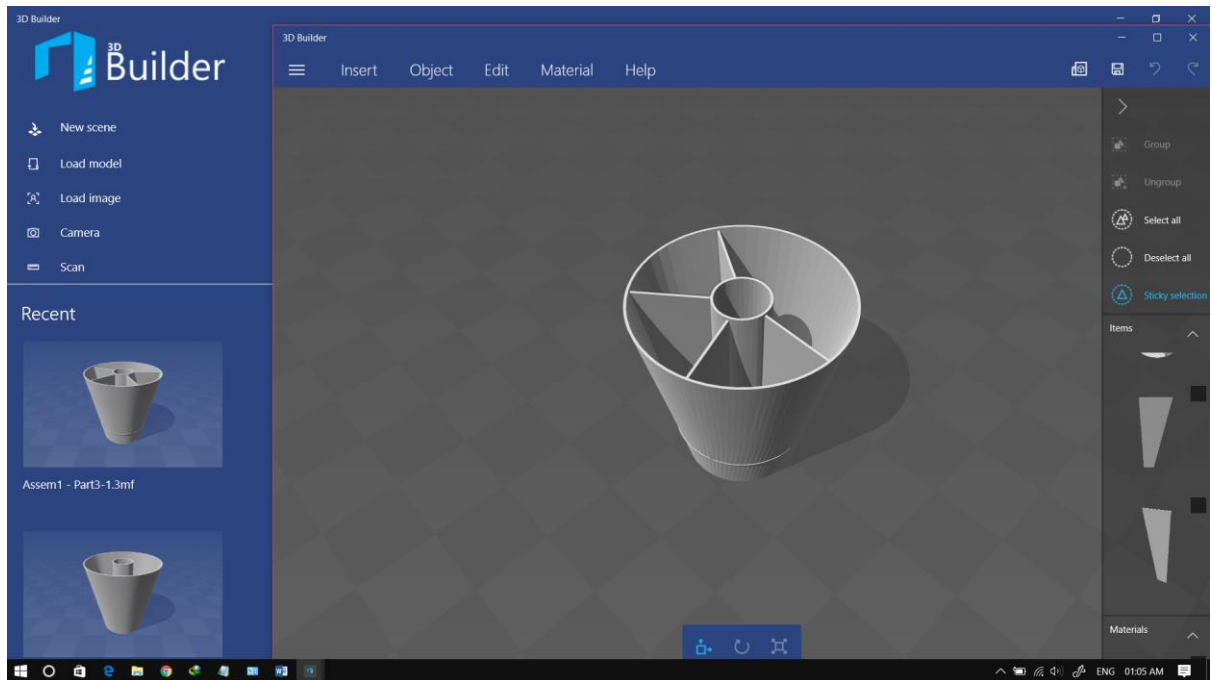 3D Builder
3D
Builder
New scene
Load model
Load image
Camera
Scan
Recent
Assem1 - Part3-1.3mf
3D Builder
Insert Object Edit Material Help
Group
Ungroup
Select all
Deselect all
Sticky selection
Items
Materials
ENG 01:05 AM